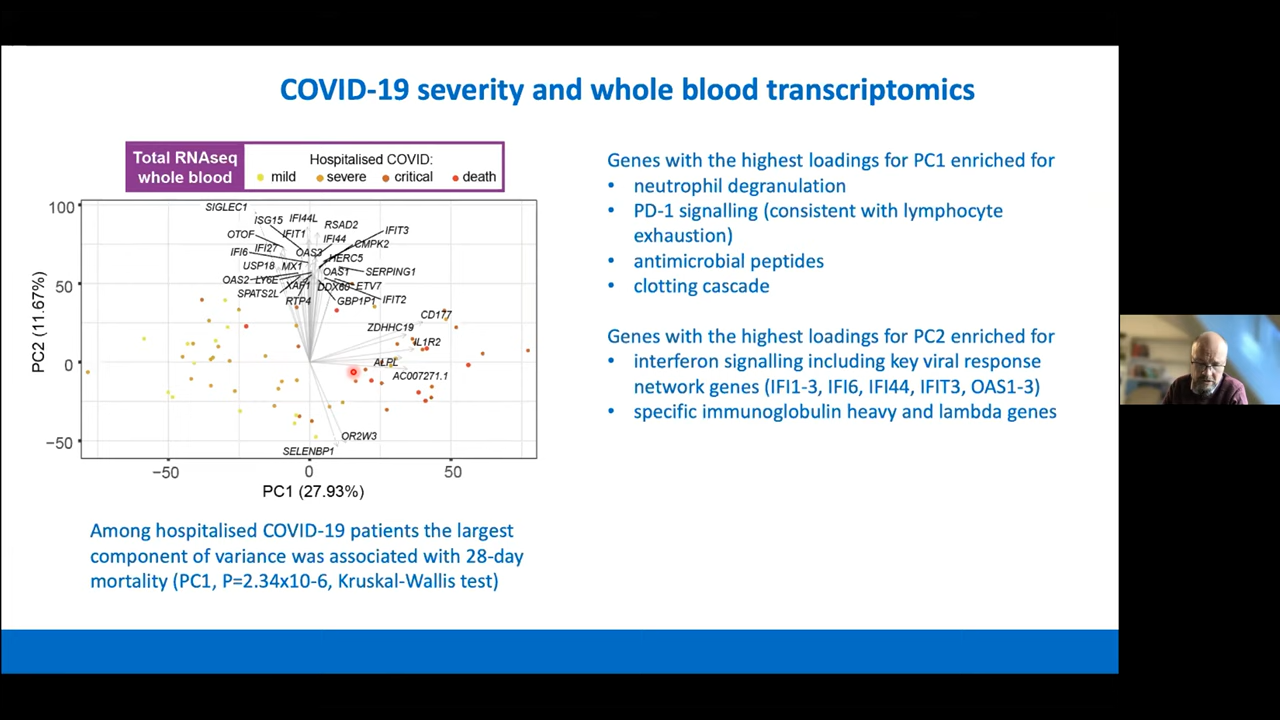 COVID-19 severity and whole blood transcriptomics
Total RNAseq
whole blood
Hospitalised COVID:
mild
severe
critical
death
Genes with the highest loadings for PC1 enriched for
• neutrophil degranulation
• PD-1 signalling (consistent with lymphocyte
exhaustion)
• antimicrobial peptides
• clotting cascade
Genes with the highest loadings for PC2 enriched for
• interferon signalling including key viral response
network genes (IFI1-3, IFI6, IFI44, IFIT3, OAS1-3)
• specific immunoglobulin heavy and lambda genes
PC2 (11.67%)
100
50
0
−50
SIGLEC1
ISG15
IFI44L
RSAD2
OTOF
IFIT1
IFI44
IFIT3
IFI6
IFI27
OAS3
CMPK2
HERC5
USP18
MX1
OAS1
SERPING1
OAS2
LY6E
XAF1
DDX60
ETV7
SPATS2L
RTP4
GBP1P1
IFIT2
CD177
ZDHHC19
IL1R2
ALPL
AC007271.1
OR2W3
SELENBP1
−50
0
50
PC1 (27.93%)
Among hospitalised COVID-19 patients the largest
component of variance was associated with 28-day
mortality (PC1, P=2.34x10-6, Kruskal-Wallis test)